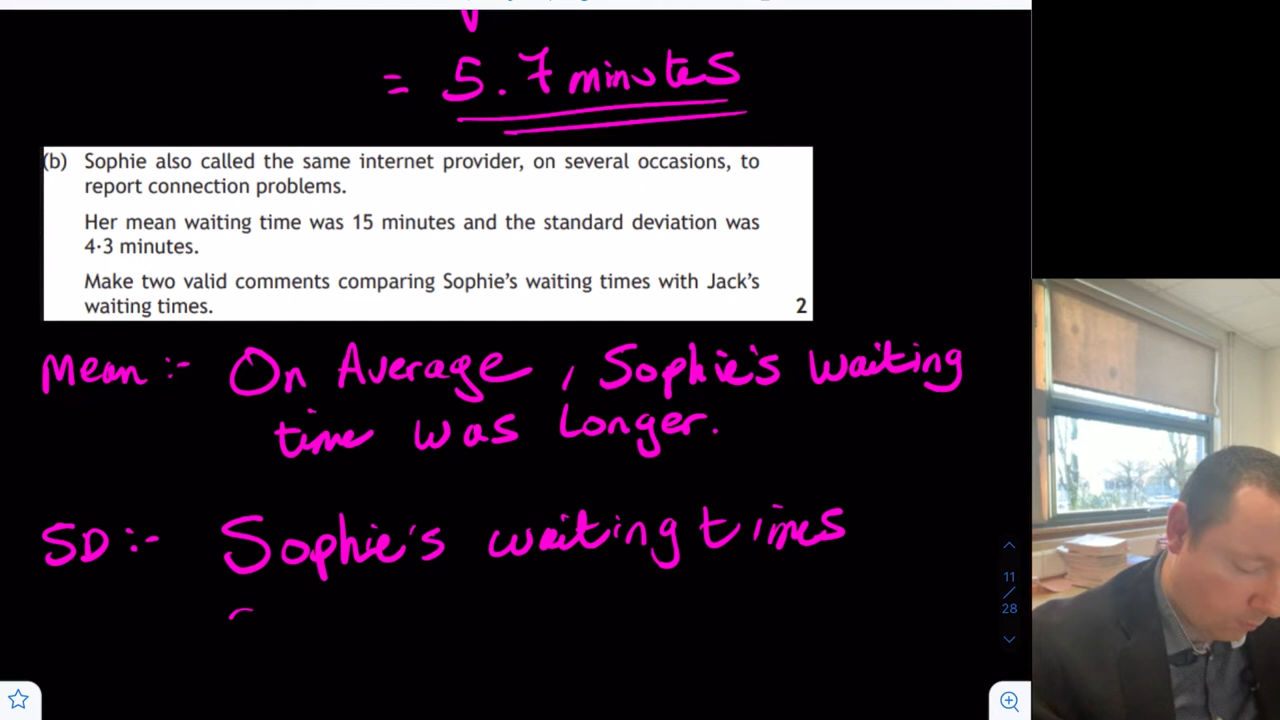 = 5.7 minutes
(b) Sophie also called the same internet provider, on several occasions, to
report connection problems.
Her mean waiting time was 15 minutes and the standard deviation was
4·3 minutes.
Make two valid comments comparing Sophie's waiting times with Jack's
waiting times.
2
Mean :- On Average, Sophie's waiting
time was Longer.
SD :- Sophie's waiting times
11
/
28